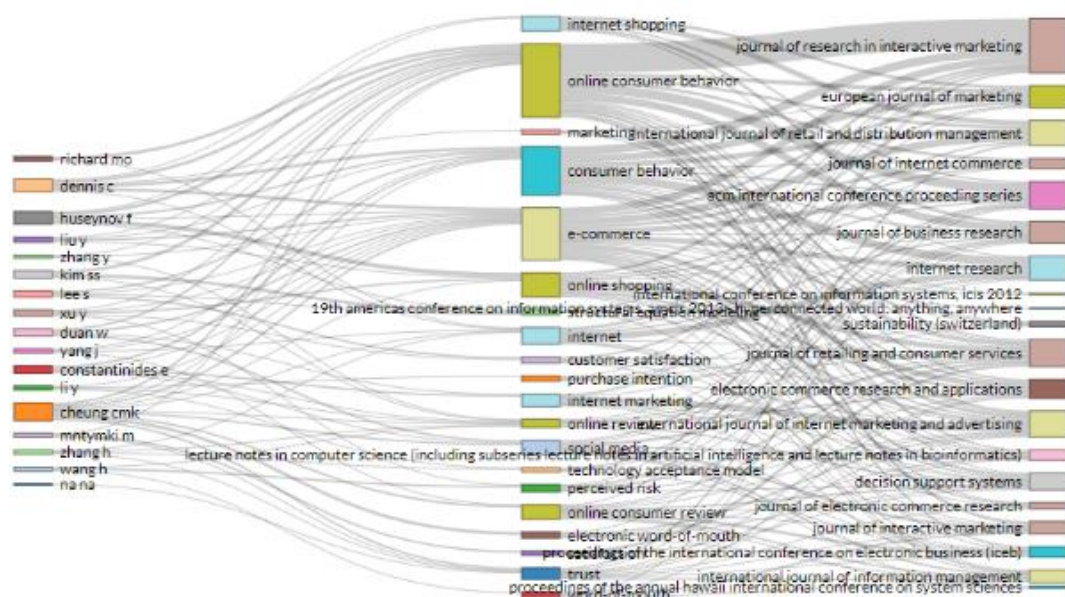 richard mo
dennis c
huseynov f
liu y
zhang y
kim ss
lee s
xu y
duan w
yang j
constantinides e
li y
cheung cmk
mntymki m
zhang h
wang h
na na
internet shopping
online consumer behavior
marketing
consumer behavior
e-commerce
online shopping
structural equation modeling
internet
customer satisfaction
purchase intention
internet marketing
online review
social media
technology acceptance model
perceived risk
online consumer review
electronic word-of-mouth
trust
journal of research in interactive marketing
european journal of marketing
international journal of retail and distribution management
journal of internet commerce
acm international conference proceeding series
journal of business research
internet research
international conference on information systems, icis 2012
19th americas conference on information systems, connected world: anything, anywhere
sustainability (switzerland)
journal of retailing and consumer services
electronic commerce research and applications
international journal of internet marketing and advertising
lecture notes in computer science (including subseries lecture notes in artificial intelligence and lecture notes in bioinformatics)
decision support systems
journal of electronic commerce research
journal of interactive marketing
proceedings of the international conference on electronic business (iceb)
international journal of information management
proceedings of the annual hawaii international conference on system sciences